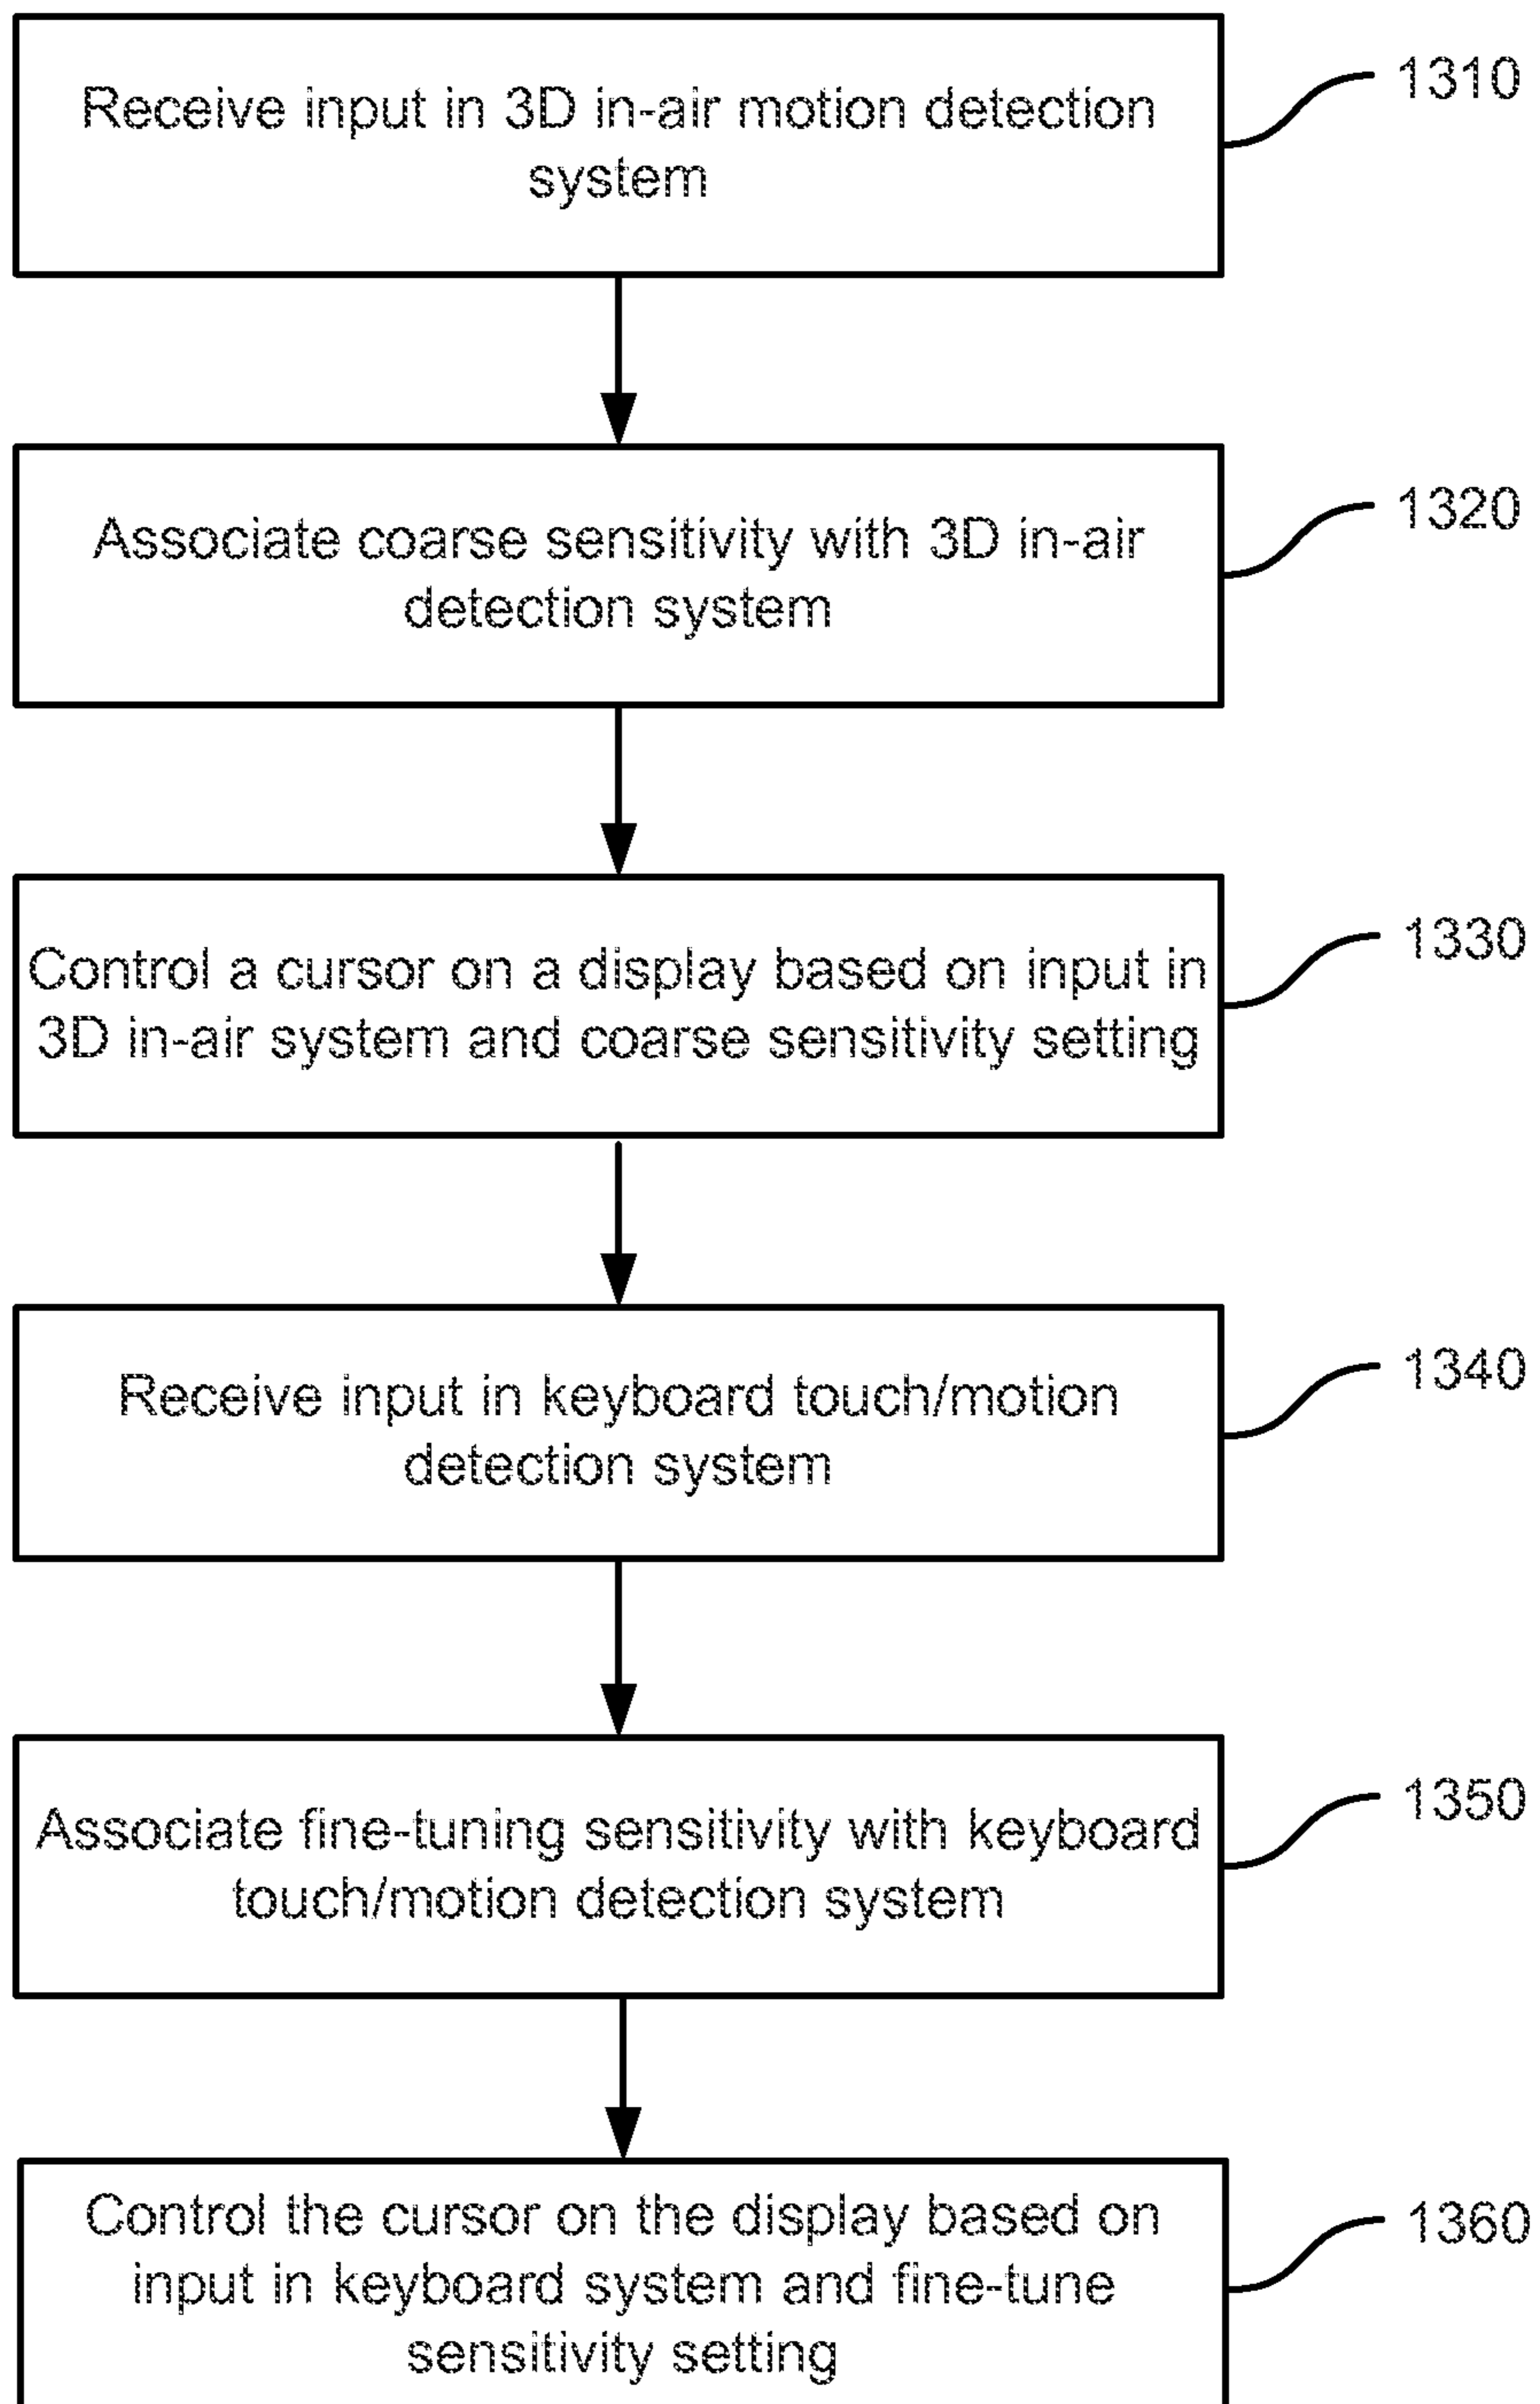 Receive input in 3D in-air motion detection
system
1310
Associate coarse sensitivity with 3D in-air
detection system
1320
Control a cursor on a display based on input in
3D in-air system and coarse sensitivity setting
1330
Receive input in keyboard touch/motion
detection system
1340
Associate fine-tuning sensitivity with keyboard
touch/motion detection system
1350
Control the cursor on the display based on
input in keyboard system and fine-tune
sensitivity setting
1360